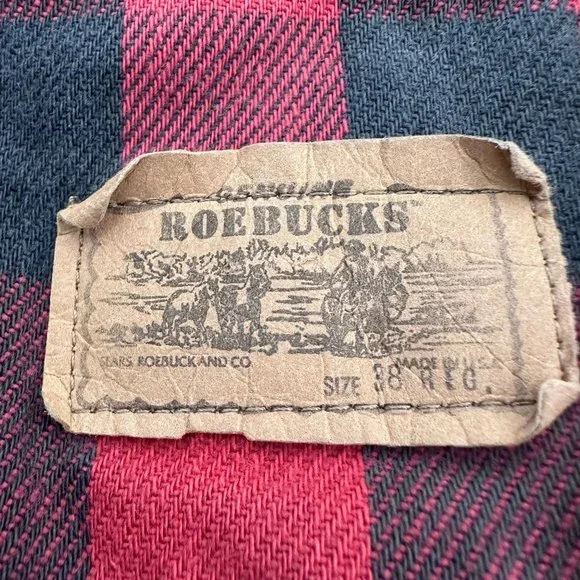 GENUINE
ROEBUCKS™
SEARS, ROEBUCK AND CO. MADE IN U.S.A.
SIZE 38 REG.